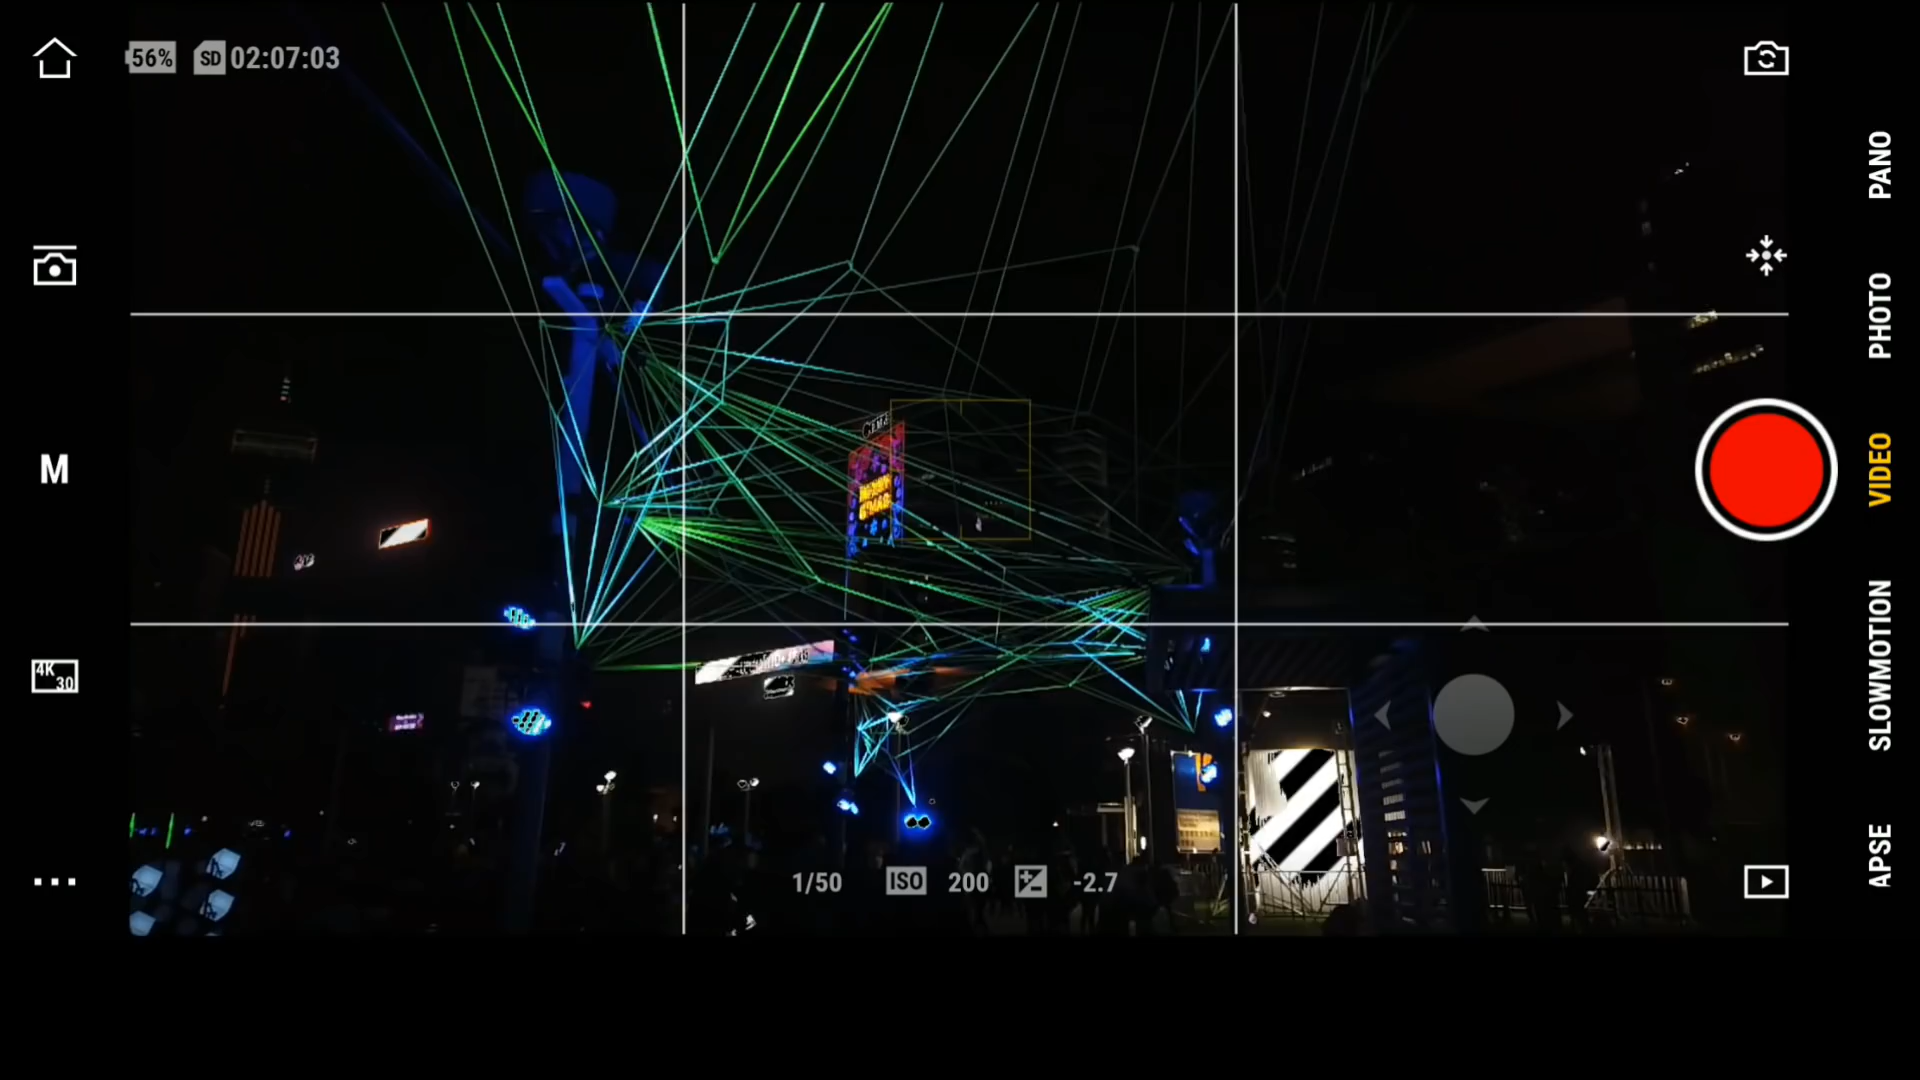 56% SD 02:07:03
PANO
PHOTO
M
VIDEO
4K
30
SLOWMOTION
1/50 ISO 200 -2.7
APSE